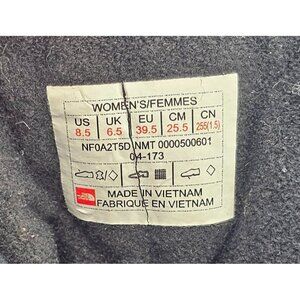 WOMEN'S/FEMMES
US UK EU CM CN
8.5 6.5 39.5 25.5 255(1.5)
NF0A2T5D NMT 0000500601
04-173
MADE IN VIETNAM
FABRIQUE EN VIETNAM